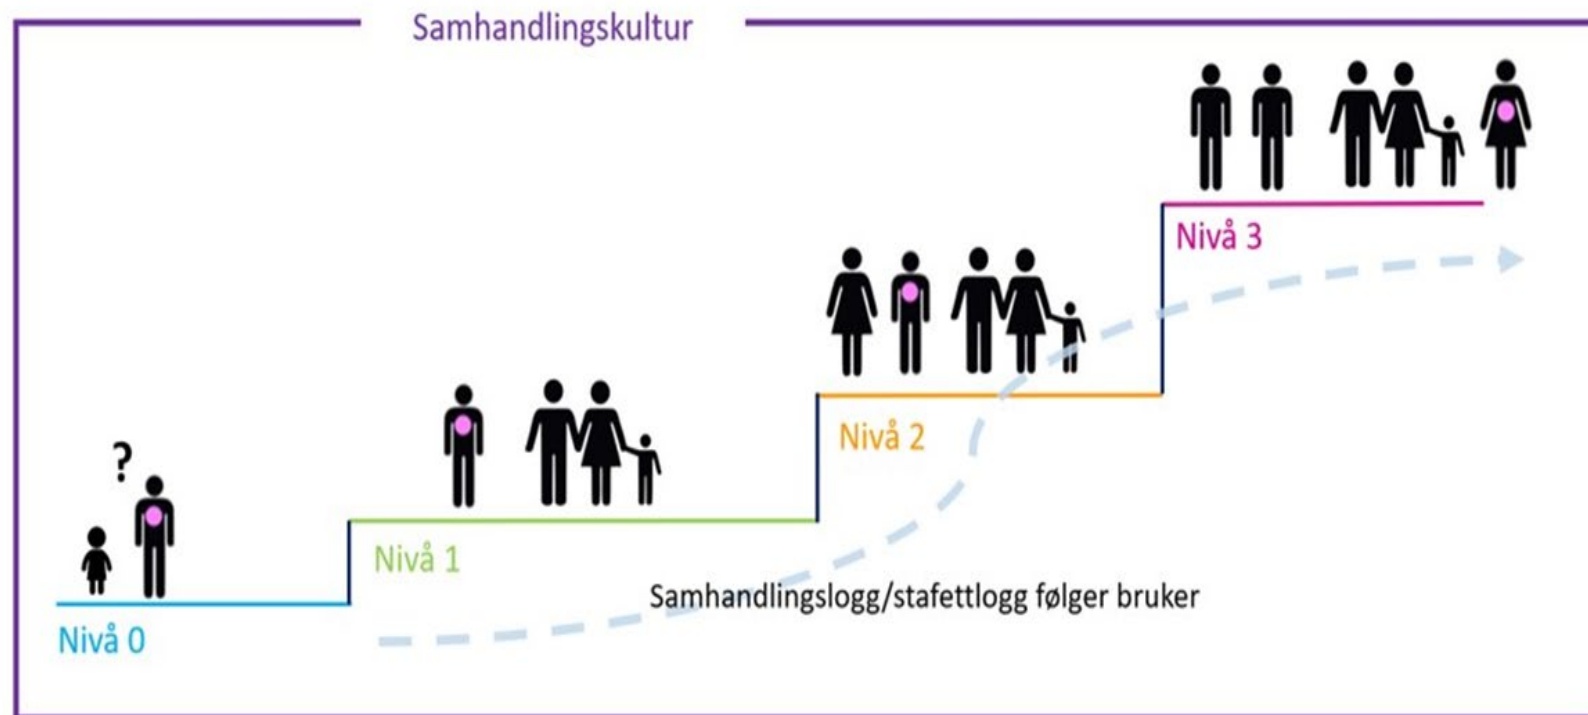 Samhandlingskultur
Nivå 3
Nivå 2
?
Nivå 1
Samhandlingslogg/stafettlogg følger bruker
Nivå 0